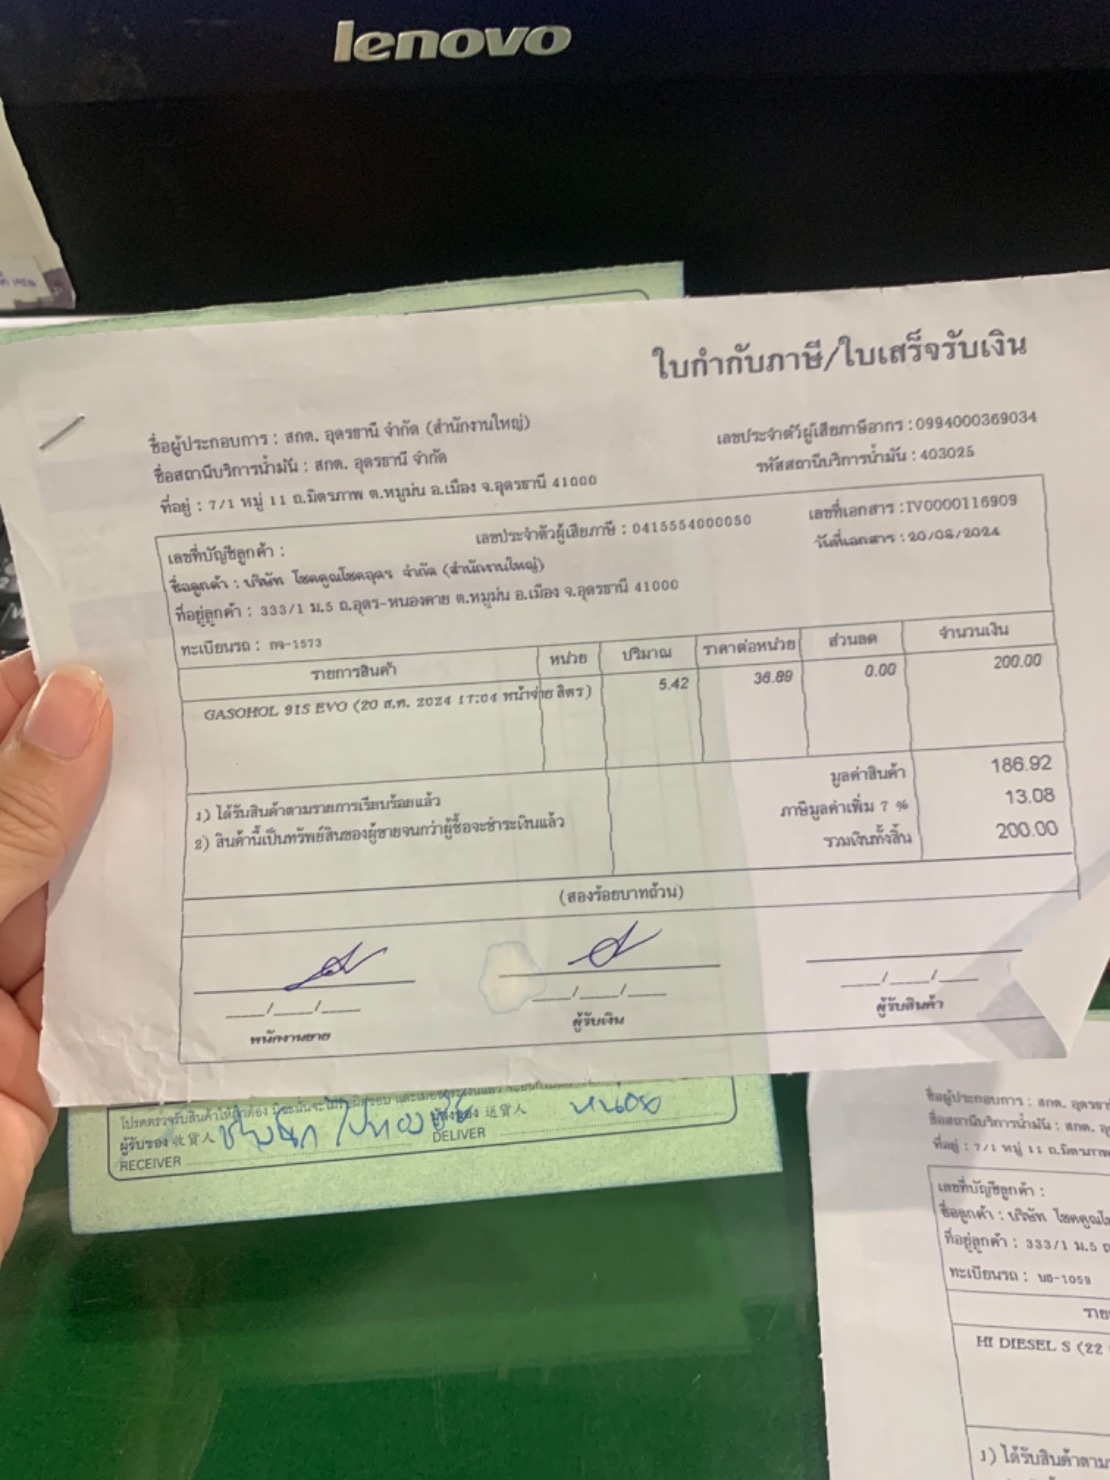 lenovo
ใบกำกับภาษี/ใบเสร็จรับเงิน
ชื่อผู้ประกอบการ : สกต. อุดรธานี จำกัด (สำนักงานใหญ่)
เลขประจำตัวผู้เสียภาษีอากร : 0994000369034
ชื่อสถานีบริการน้ำมัน : สกต. อุดรธานี จำกัด
รหัสสถานีบริการน้ำมัน : 403025
ที่อยู่ : 7/1 หมู่ 11 ถ.มิตรภาพ ต.หมูม่น อ.เมือง จ.อุดรธานี 41000
เลขที่บัญชีลูกค้า :
เลขประจำตัวผู้เสียภาษี : 0415554000050
เลขที่เอกสาร : IV0000116909
ชื่อลูกค้า : บริษัท โชคคูณโชคอุดร จำกัด (สำนักงานใหญ่)
วันที่เอกสาร : 20/08/2024
ที่อยู่ลูกค้า : 333/1 ม.5 ถ.อุดร-หนองคาย ต.หมูม่น อ.เมือง จ.อุดรธานี 41000
ทะเบียนรถ : กจ-1573
รายการสินค้า หน่วย ปริมาณ ราคาต่อหน่วย ส่วนลด จำนวนเงิน
GASOHOL 91S EVO (20 ส.ค. 2024 17:04 หน้าจ่าย ลิตร) 5.42 36.89 0.00 200.00
1) ได้รับสินค้าตามรายการเรียบร้อยแล้ว
2) สินค้านี้เป็นทรัพย์สินของผู้ขายจนกว่าผู้ซื้อจะชำระเงินแล้ว
มูลค่าสินค้า 186.92
ภาษีมูลค่าเพิ่ม 7 % 13.08
รวมเงินทั้งสิ้น 200.00
(สองร้อยบาทถ้วน)
___/___/___ ___/___/___ ___/___/___
พนักงานขาย ผู้รับเงิน ผู้รับสินค้า
ผู้รับของ 收貨人 送貨人 หน่อย
RECEIVER DELIVER
ชื่อผู้ประกอบการ : สกต.
ชื่อสถานีบริการน้ำมัน : สกต.
ที่อยู่ : 7/1 หมู่ 11 ถ.มิตรภาพ
เลขที่บัญชีลูกค้า :
ชื่อลูกค้า : บริษัท
ที่อยู่ลูกค้า : 333/1 ม.5
ทะเบียนรถ : บธ-1059
HI DIESEL S (22
1) ได้รับสินค้าตาม